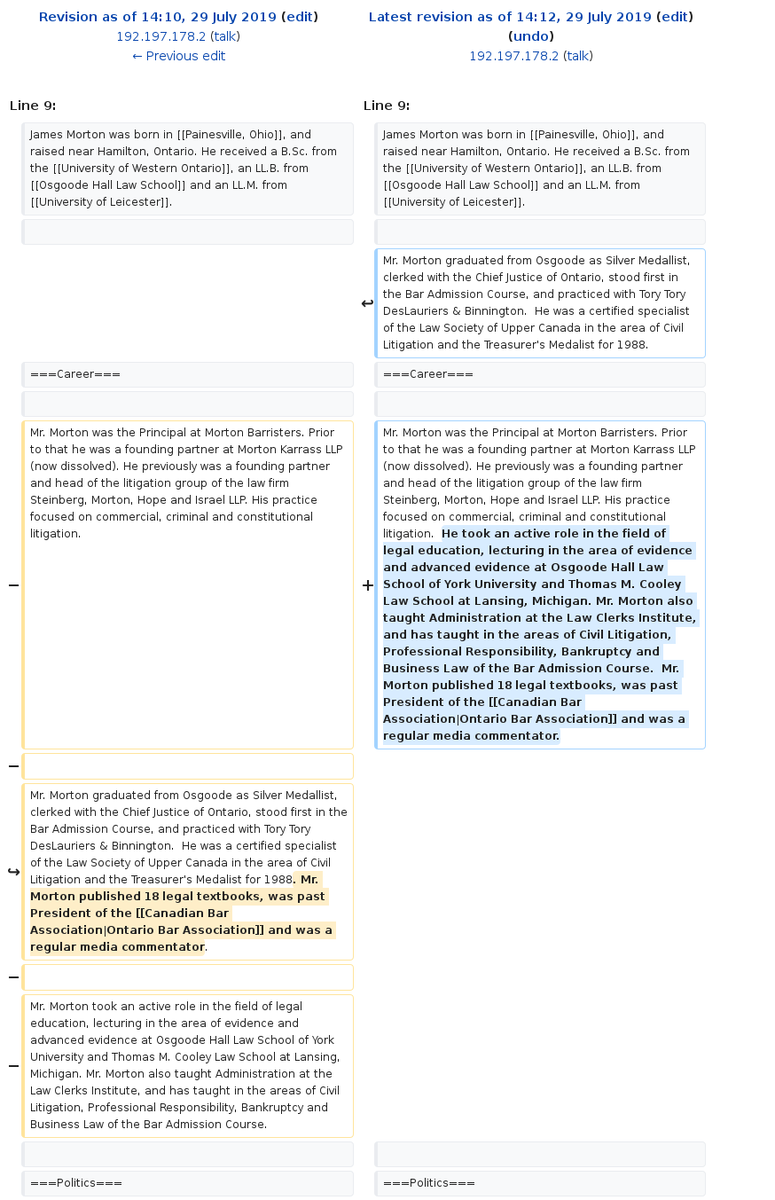 Revision as of 14:10, 29 July 2019 (edit)
192.197.178.2 (talk)
← Previous edit
Latest revision as of 14:12, 29 July 2019 (edit)
(undo)
192.197.178.2 (talk)
Line 9:
Line 9:
James Morton was born in [[Painesville, Ohio]], and
raised near Hamilton, Ontario. He received a B.Sc. from
the [[University of Western Ontario]], an LL.B. from
[[Osgoode Hall Law School]] and an LL.M. from
[[University of Leicester]].
James Morton was born in [[Painesville, Ohio]], and
raised near Hamilton, Ontario. He received a B.Sc. from
the [[University of Western Ontario]], an LL.B. from
[[Osgoode Hall Law School]] and an LL.M. from
[[University of Leicester]].
↩
Mr. Morton graduated from Osgoode as Silver Medallist,
clerked with the Chief Justice of Ontario, stood first in
the Bar Admission Course, and practiced with Tory Tory
DesLauriers & Binnington.  He was a certified specialist
of the Law Society of Upper Canada in the area of Civil
Litigation and the Treasurer's Medalist for 1988.
===Career===
===Career===
−
Mr. Morton was the Principal at Morton Barristers. Prior
to that he was a founding partner at Morton Karrass LLP
(now dissolved). He previously was a founding partner
and head of the litigation group of the law firm
Steinberg, Morton, Hope and Israel LLP. His practice
focused on commercial, criminal and constitutional
litigation.
+
Mr. Morton was the Principal at Morton Barristers. Prior
to that he was a founding partner at Morton Karrass LLP
(now dissolved). He previously was a founding partner
and head of the litigation group of the law firm
Steinberg, Morton, Hope and Israel LLP. His practice
focused on commercial, criminal and constitutional
litigation.  He took an active role in the field of
legal education, lecturing in the area of evidence
and advanced evidence at Osgoode Hall Law
School of York University and Thomas M. Cooley
Law School at Lansing, Michigan. Mr. Morton also
taught Administration at the Law Clerks Institute,
and has taught in the areas of Civil Litigation,
Professional Responsibility, Bankruptcy and
Business Law of the Bar Admission Course.  Mr.
Morton published 18 legal textbooks, was past
President of the [[Canadian Bar
Association|Ontario Bar Association]] and was a
regular media commentator.
−
↪
Mr. Morton graduated from Osgoode as Silver Medallist,
clerked with the Chief Justice of Ontario, stood first in the
Bar Admission Course, and practiced with Tory Tory
DesLauriers & Binnington.  He was a certified specialist
of the Law Society of Upper Canada in the area of Civil
Litigation and the Treasurer's Medalist for 1988. Mr.
Morton published 18 legal textbooks, was past
President of the [[Canadian Bar
Association|Ontario Bar Association]] and was a
regular media commentator.
−
−
Mr. Morton took an active role in the field of legal
education, lecturing in the area of evidence and
advanced evidence at Osgoode Hall Law School of York
University and Thomas M. Cooley Law School at Lansing,
Michigan. Mr. Morton also taught Administration at the
Law Clerks Institute, and has taught in the areas of Civil
Litigation, Professional Responsibility, Bankruptcy and
Business Law of the Bar Admission Course.
===Politics===
===Politics===